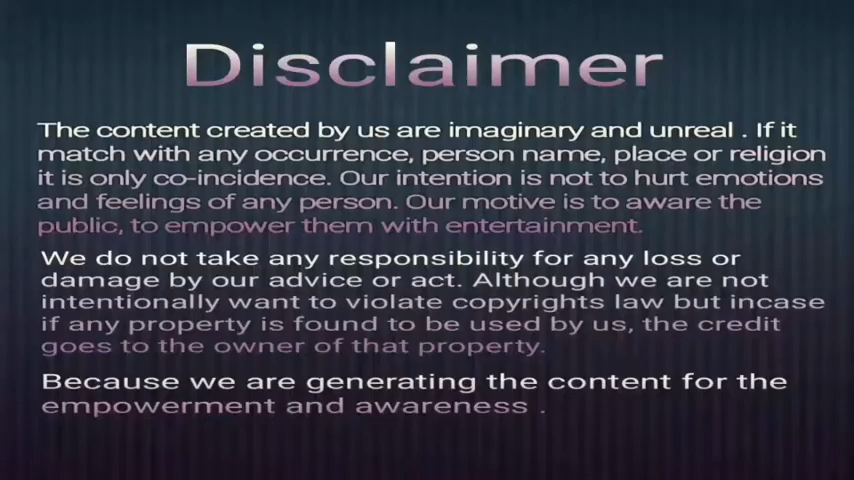 Disclaimer
The content created by us are imaginary and unreal . If it
match with any occurrence, person name, place or religion
it is only co-incidence. Our intention is not to hurt emotions
and feelings of any person. Our motive is to aware the
public, to empower them with entertainment.
We do not take any responsibility for any loss or
damage by our advice or act. Although we are not
intentionally want to violate copyrights law but incase
if any property is found to be used by us, the credit
goes to the owner of that property.
Because we are generating the content for the
empowerment and awareness .